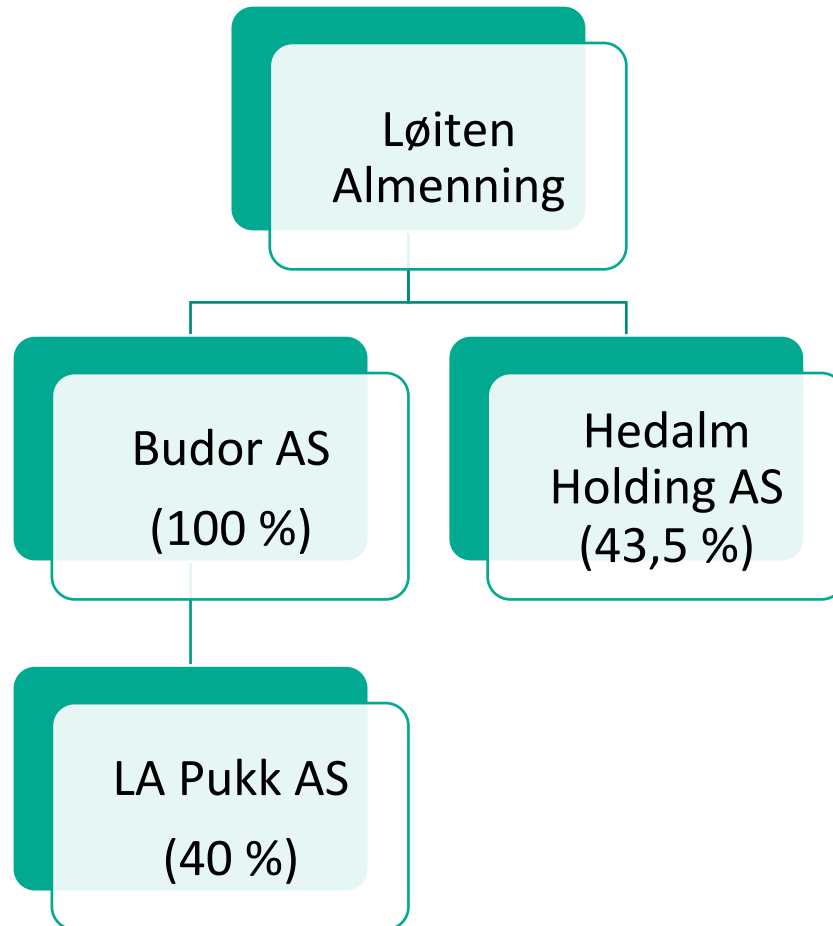 Løiten
Almenning
Budor AS
(100 %)
Hedalm
Holding AS
(43,5 %)
LA Pukk AS
(40 %)